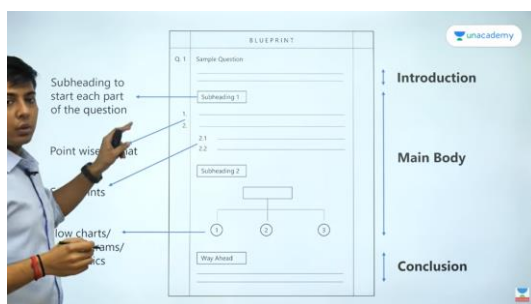 BLUEPRINT
unacademy
Q. 1 Sample Question
Introduction
Subheading to
start each part
of the question
Subheading 1
1.
2.
Point wise
2.1
2.2
Main Body
Subheading 2
1 2 3
Way Ahead
Conclusion